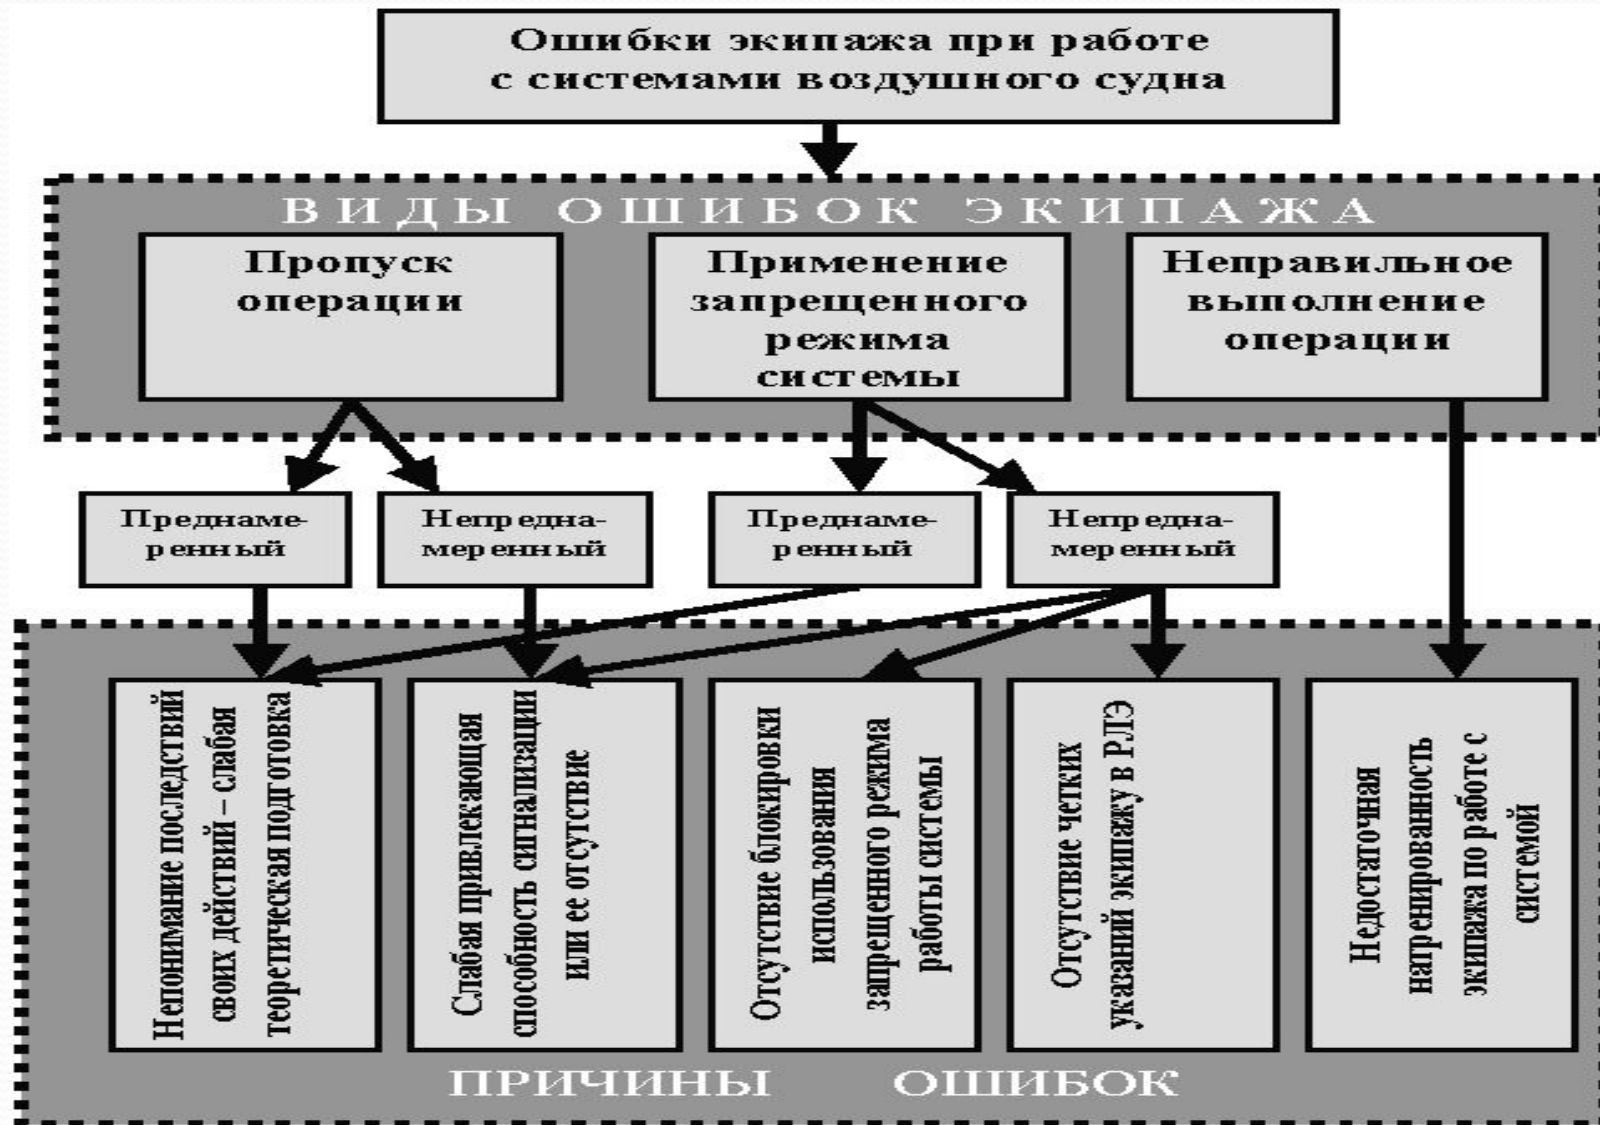 Ошибки экипажа при работе
с системами воздушного судна
ВИДЫ ОШИБОК ЭКИПАЖА
Пропуск
операции
Применение
запрещенного
режима
системы
Неправильное
выполнение
операции
Преднаме-
ренный
Непредна-
меренный
Преднаме-
ренный
Непредна-
меренный
Непонимание последствий
своих действий – слабая
теоретическая подготовка
Слабая привлекающая
способность сигнализации
или ее отсутствие
Отсутствие блокировки
использования
запрещенного режима
работы системы
Отсутствие четких
указаний экипажу в РЛЭ
Недостаточная
натренированность
экипажа по работе с
системой
ПРИЧИНЫ ОШИБОК